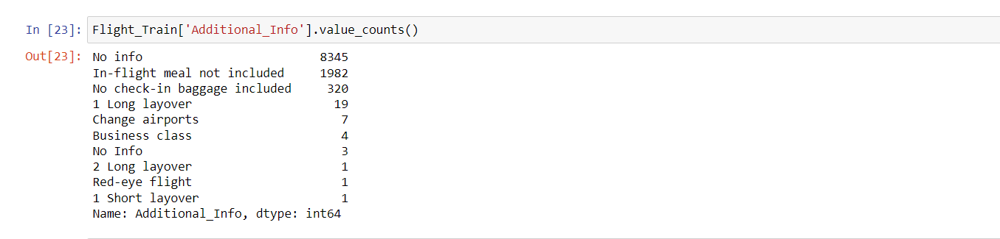 In [23]: Flight_Train['Additional_Info'].value_counts()
Out[23]: No info 8345
In-flight meal not included 1982
No check-in baggage included 320
1 Long layover 19
Change airports 7
Business class 4
No Info 3
2 Long layover 1
Red-eye flight 1
1 Short layover 1
Name: Additional_Info, dtype: int64